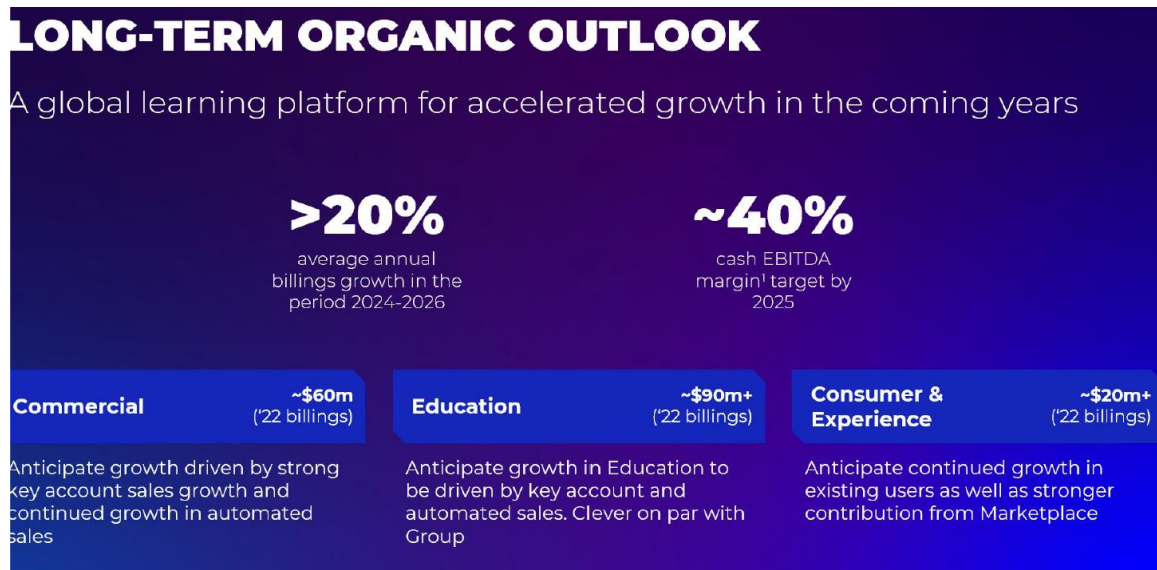 LONG-TERM ORGANIC OUTLOOK
A global learning platform for accelerated growth in the coming years
>20%
average annual
billings growth in the
period 2024-2026
~40%
cash EBITDA
margin¹ target by
2025
Commercial
~$60m
('22 billings)
Anticipate growth driven by strong
key account sales growth and
continued growth in automated
sales
Education
~$90m+
('22 billings)
Anticipate growth in Education to
be driven by key account and
automated sales. Clever on par with
Group
Consumer &
Experience
~$20m+
('22 billings)
Anticipate continued growth in
existing users as well as stronger
contribution from Marketplace